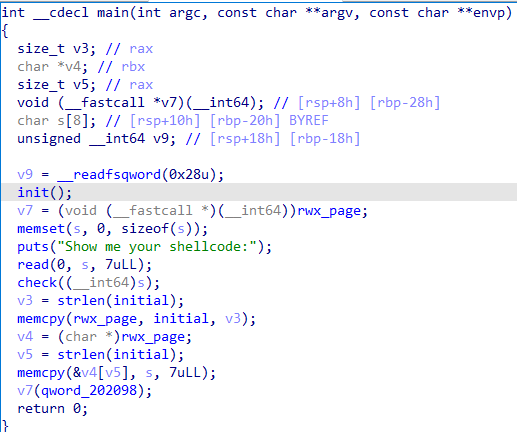 int __cdecl main(int argc, const char **argv, const char **envp)
{
  size_t v3; // rax
  char *v4; // rbx
  size_t v5; // rax
  void (__fastcall *v7)(__int64); // [rsp+8h] [rbp-28h]
  char s[8]; // [rsp+10h] [rbp-20h] BYREF
  unsigned __int64 v9; // [rsp+18h] [rbp-18h]

  v9 = __readfsqword(0x28u);
  init();
  v7 = (void (__fastcall *)(__int64))rwx_page;
  memset(s, 0, sizeof(s));
  puts("Show me your shellcode:");
  read(0, s, 7uLL);
  check((__int64)s);
  v3 = strlen(initial);
  memcpy(rwx_page, initial, v3);
  v4 = (char *)rwx_page;
  v5 = strlen(initial);
  memcpy(&v4[v5], s, 7uLL);
  v7(qword_202098);
  return 0;
}